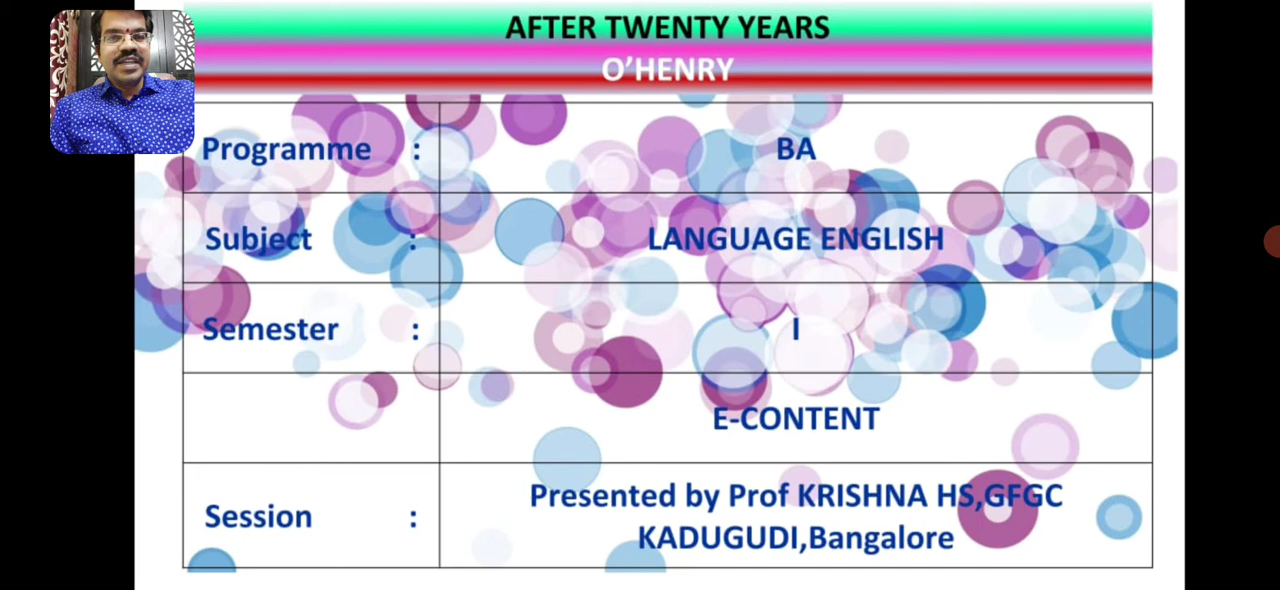 AFTER TWENTY YEARS
O'HENRY
Programme : BA
Subject : LANGUAGE ENGLISH
Semester : I
E-CONTENT
Session : Presented by Prof KRISHNA HS,GFGC
KADUGUDI,Bangalore